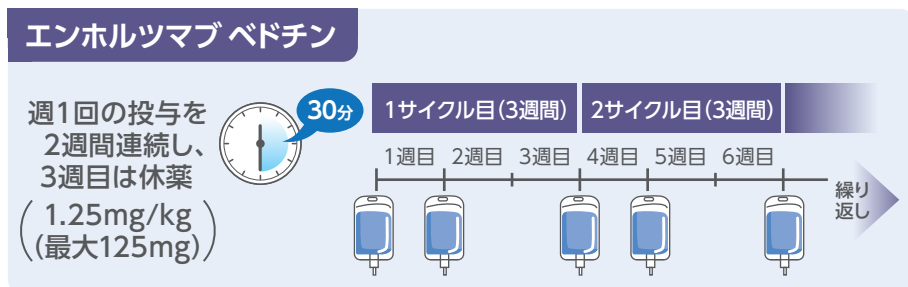 エンホルツマブ ベドチン
週1回の投与を
2週間連続し、
3週目は休薬
(1.25mg/kg
(最大125mg))
30分
1サイクル目(3週間) 2サイクル目(3週間)
1週目 2週目 3週目 4週目 5週目 6週目
繰り
返し